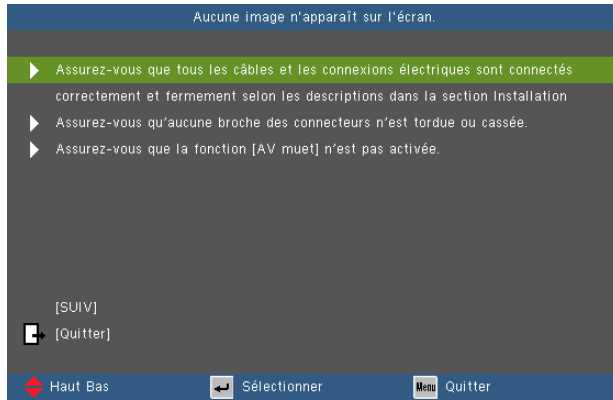 Aucune image n'apparaît sur l'écran.
Assurez-vous que tous les câbles et les connexions électriques sont connectés
correctement et fermement selon les descriptions dans la section Installation
Assurez-vous qu'aucune broche des connecteurs n'est tordue ou cassée.
Assurez-vous que la fonction [AV muet] n'est pas activée.
[SUIV]
[Quitter]
Haut Bas Sélectionner Menu Quitter